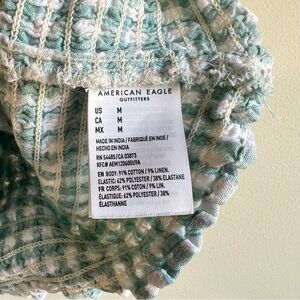 AMERICAN EAGLE
OUTFITTERS
US M
CA M
MX M
MADE IN INDIA / FABRIQUÉ EN INDE /
HECHO EN INDIA
RN 54485/CA 03873
RFC# AEM120605U9A
EN BODY: 91% COTTON / 9% LINEN.
ELASTIC: 62% POLYESTER / 38% ELASTANE
FR CORPS: 91% COTON / 9% LIN.
ÉLASTIQUE: 62% POLYESTER / 38%
ÉLASTHANNE